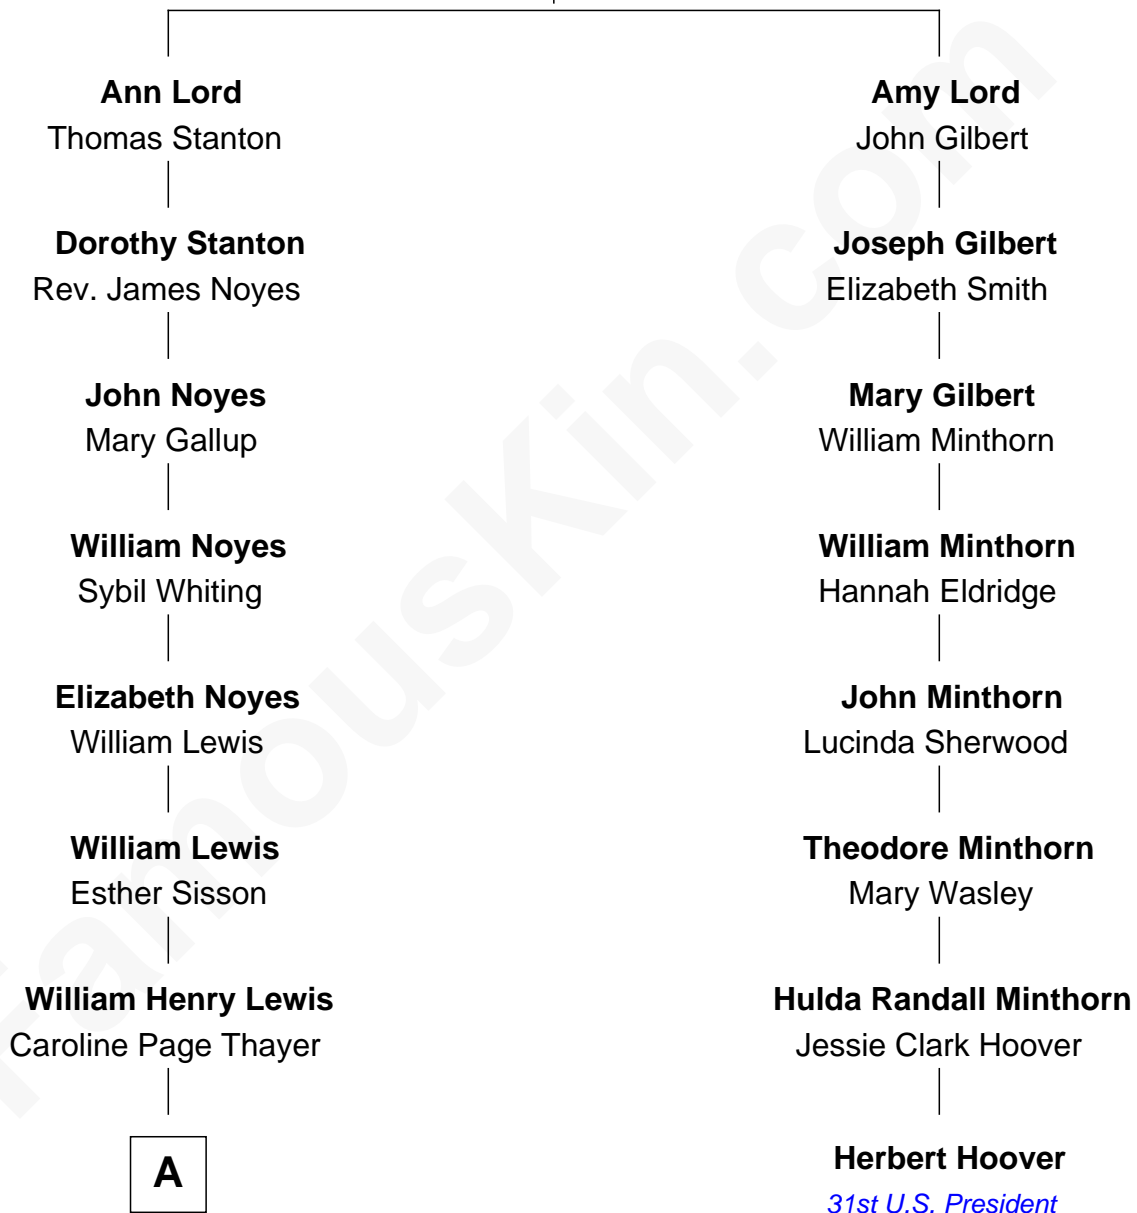 Ann Lord
Thomas Stanton
Amy Lord
John Gilbert
Dorothy Stanton
Rev. James Noyes
Joseph Gilbert
Elizabeth Smith
John Noyes
Mary Gallup
Mary Gilbert
William Minthorn
William Noyes
Sybil Whiting
William Minthorn
Hannah Eldridge
Elizabeth Noyes
William Lewis
John Minthorn
Lucinda Sherwood
William Lewis
Esther Sisson
Theodore Minthorn
Mary Wasley
William Henry Lewis
Caroline Page Thayer
Hulda Randall Minthorn
Jessie Clark Hoover
A
Herbert Hoover
31st U.S. President
FamousKin.com